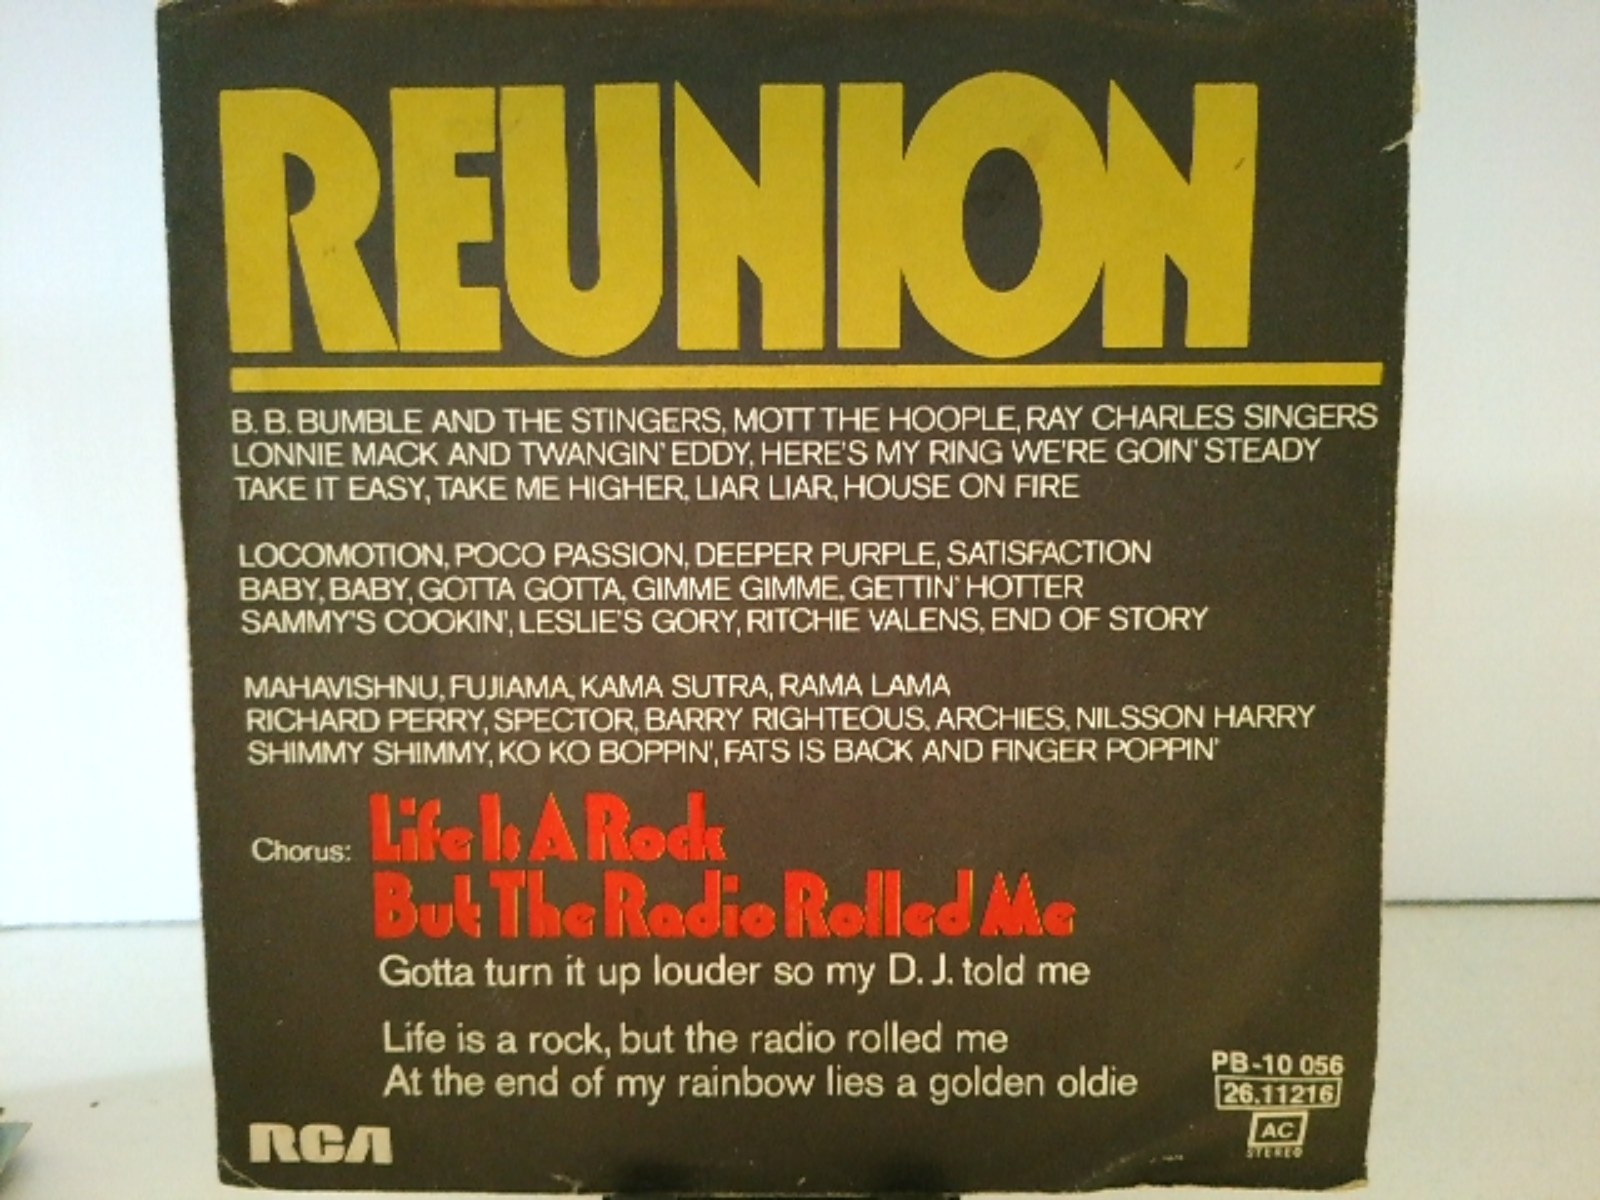 REUNION
B. B. BUMBLE AND THE STINGERS, MOTT THE HOOPLE, RAY CHARLES SINGERS
LONNIE MACK AND TWANGIN' EDDY, HERE'S MY RING WE'RE GOIN' STEADY
TAKE IT EASY, TAKE ME HIGHER, LIAR LIAR, HOUSE ON FIRE
LOCOMOTION, POCO PASSION, DEEPER PURPLE, SATISFACTION
BABY, BABY, GOTTA GOTTA, GIMME GIMME, GETTIN' HOTTER
SAMMY'S COOKIN', LESLIE'S GORY, RITCHIE VALENS, END OF STORY
MAHAVISHNU, FUJIAMA, KAMA SUTRA, RAMA LAMA
RICHARD PERRY, SPECTOR, BARRY RIGHTEOUS, ARCHIES, NILSSON HARRY
SHIMMY SHIMMY, KO KO BOPPIN', FATS IS BACK AND FINGER POPPIN'
Chorus: Life Is A Rock
But The Radio Rolled Me
Gotta turn it up louder so my D. J. told me
Life is a rock, but the radio rolled me
At the end of my rainbow lies a golden oldie
PB-10 056
26.11216
AC
STEREO
RCA